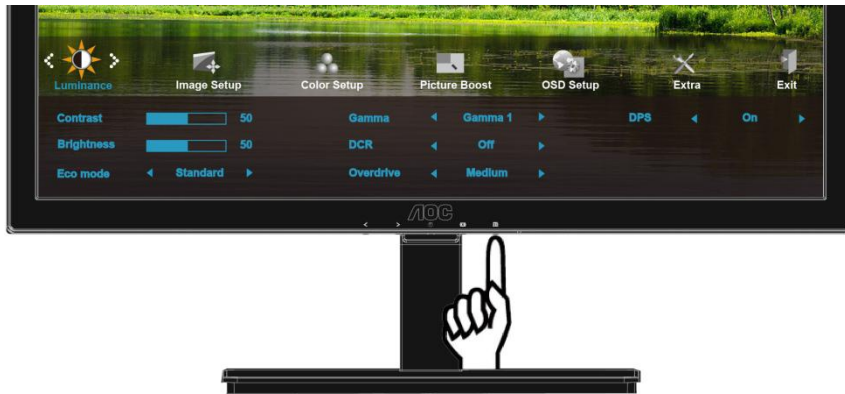 Luminance Image Setup Color Setup Picture Boost OSD Setup Extra Exit
Contrast 50 Gamma Gamma 1 DPS On
Brightness 50 DCR Off
Eco mode Standard Overdrive Medium
AOC